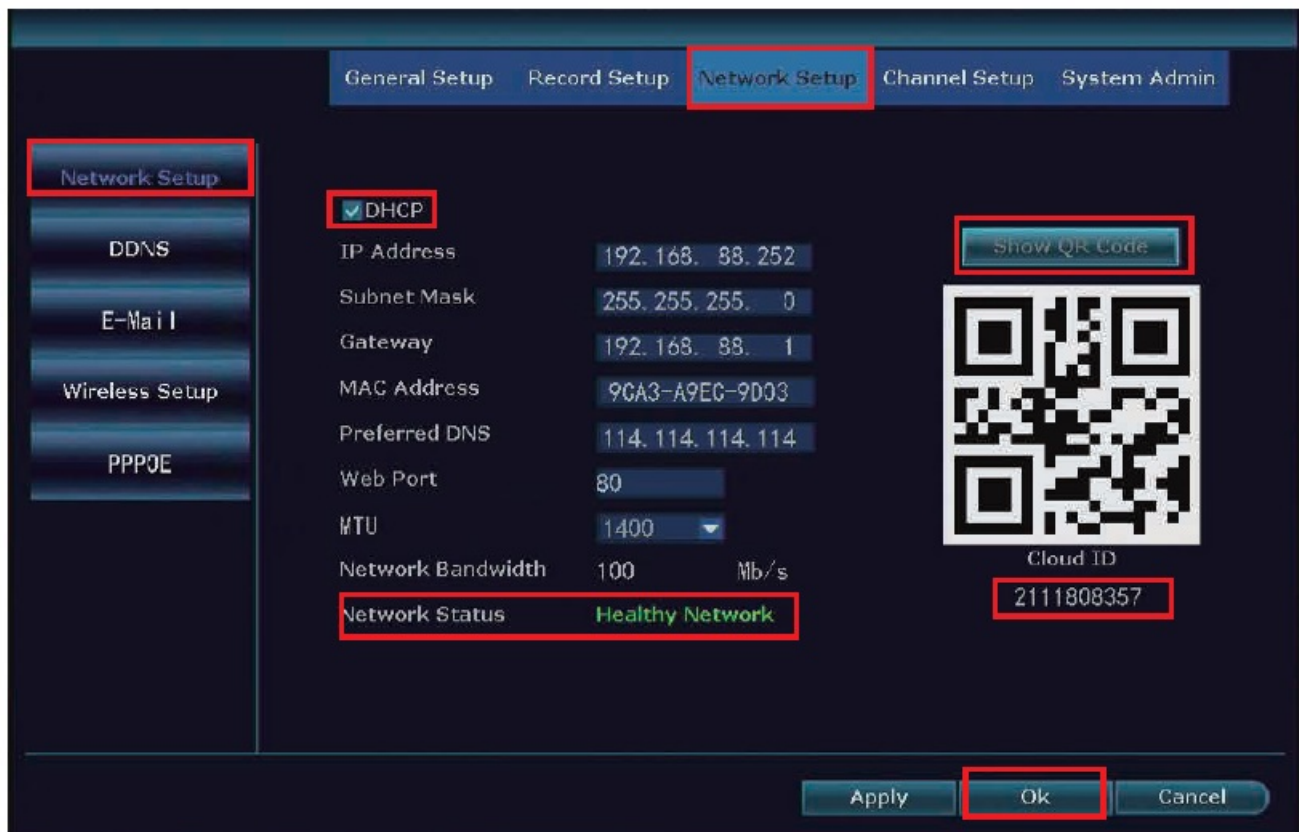 General Setup Record Setup Network Setup Channel Setup System Admin
Network Setup
DDNS
E-Mail
Wireless Setup
PPPOE
DHCP
IP Address 192.168. 88.252
Subnet Mask 255.255.255. 0
Gateway 192.168. 88. 1
MAC Address 9CA3-A9EC-9D03
Preferred DNS 114.114.114.114
Web Port 80
MTU 1400
Network Bandwidth 100 Mb/s
Network Status Healthy Network
Show QR Code
Cloud ID
2111808357
Apply Ok Cancel